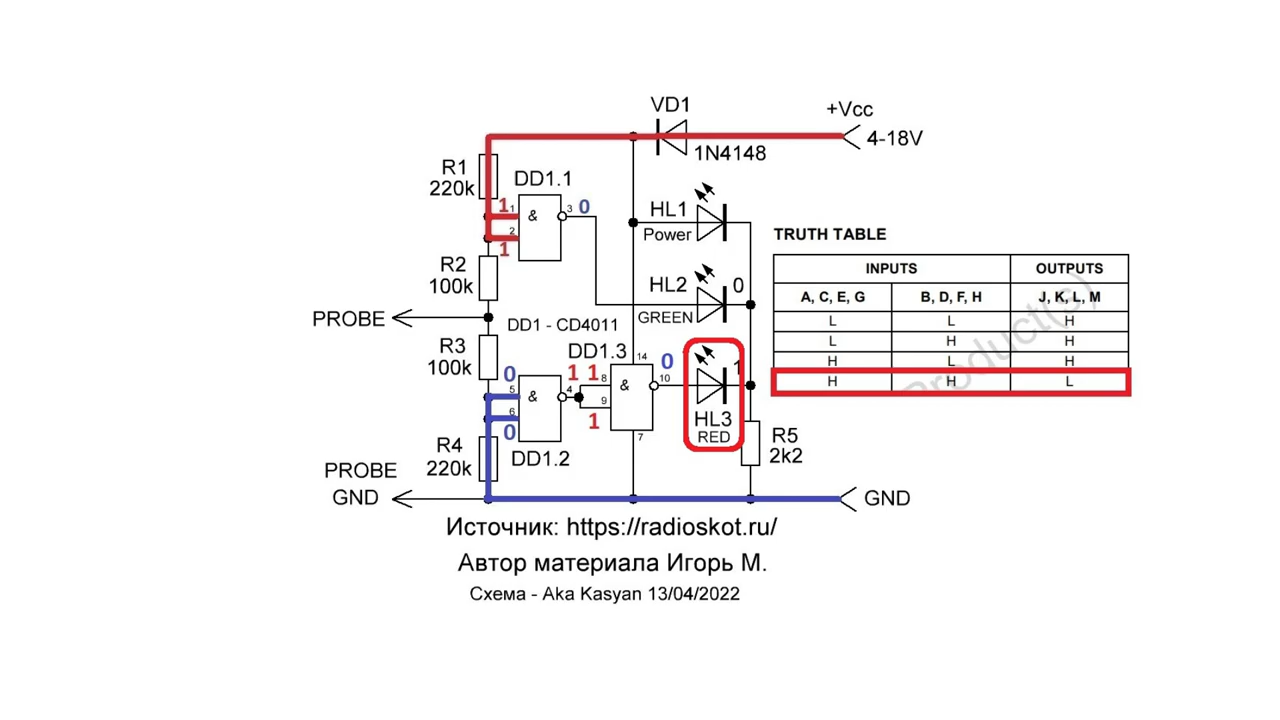 VD1
+Vcc
4-18V
1N4148
R1
220k
DD1.1
1
1
&
3
0
2
1
HL1
Power
R2
100k
HL2
0
GREEN
PROBE
DD1 - CD4011
R3
100k
DD1.3
14
0
5
&
4
1
1
8
&
0
10
1
6
0
9
1
7
HL3
RED
R4
220k
DD1.2
R5
2k2
PROBE
GND
GND
TRUTH TABLE
INPUTS OUTPUTS
A, C, E, G B, D, F, H J, K, L, M
L L H
L H H
H L H
H H L
Product(s)
Источник: https://radioskot.ru/
Автор материала Игорь М.
Схема - Aka Kasyan 13/04/2022